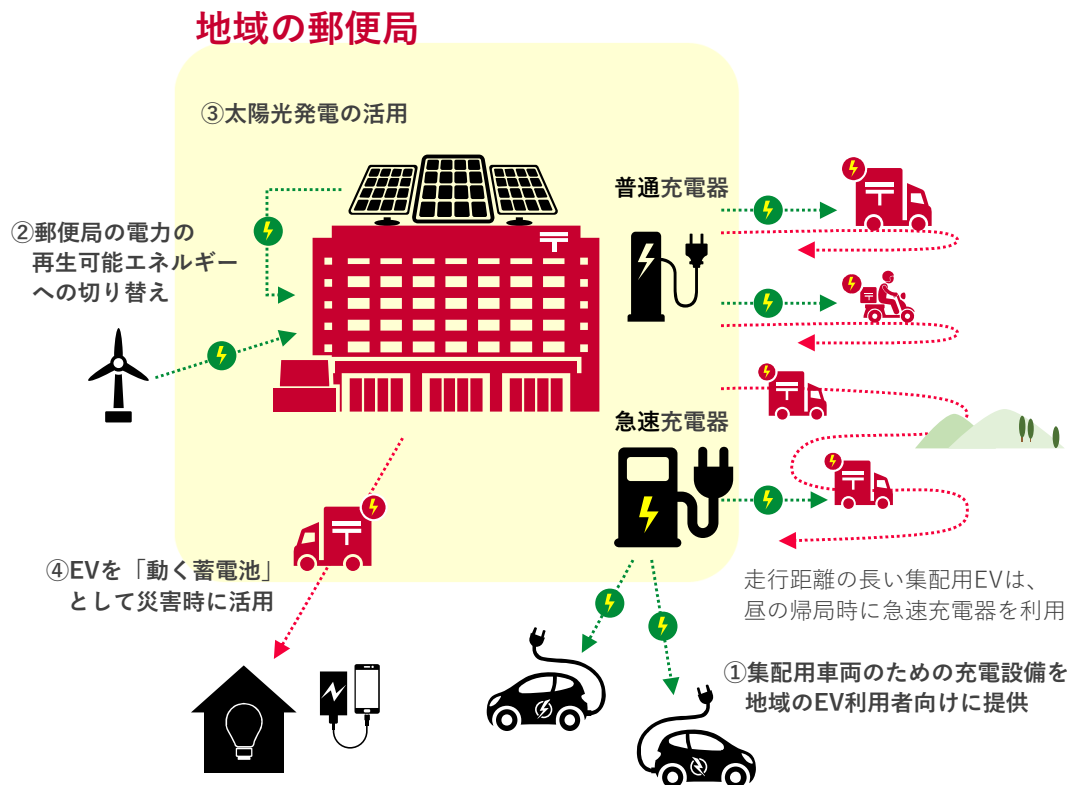 地域の郵便局
③太陽光発電の活用
普通充電器
②郵便局の電力の
再生可能エネルギー
への切り替え
急速充電器
④EVを「動く蓄電池」
として災害時に活用
走行距離の長い集配用EVは、
昼の帰局時に急速充電器を利用
①集配用車両のための充電設備を
地域のEV利用者向けに提供